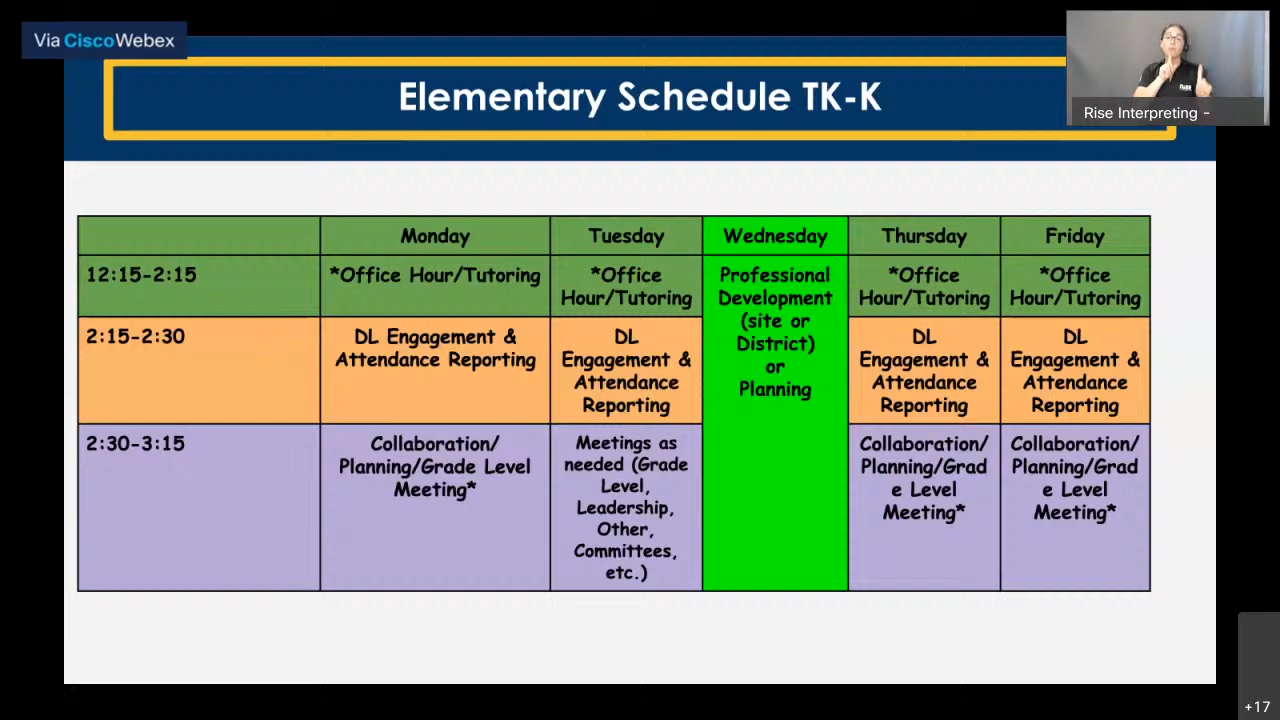 Via CiscoWebex
Elementary Schedule TK-K
Rise Interpreting -
Monday
Tuesday
Wednesday
Thursday
Friday
12:15-2:15
*Office Hour/Tutoring
*Office
Hour/Tutoring
Professional
Development
(site or
District)
or
Planning
*Office
Hour/Tutoring
*Office
Hour/Tutoring
2:15-2:30
DL Engagement &
Attendance Reporting
DL
Engagement &
Attendance
Reporting
DL
Engagement &
Attendance
Reporting
DL
Engagement &
Attendance
Reporting
2:30-3:15
Collaboration/
Planning/Grade Level
Meeting*
Meetings as
needed (Grade
Level,
Leadership,
Other,
Committees,
etc.)
Collaboration/
Planning/Grad
e Level
Meeting*
Collaboration/
Planning/Grad
e Level
Meeting*
+17